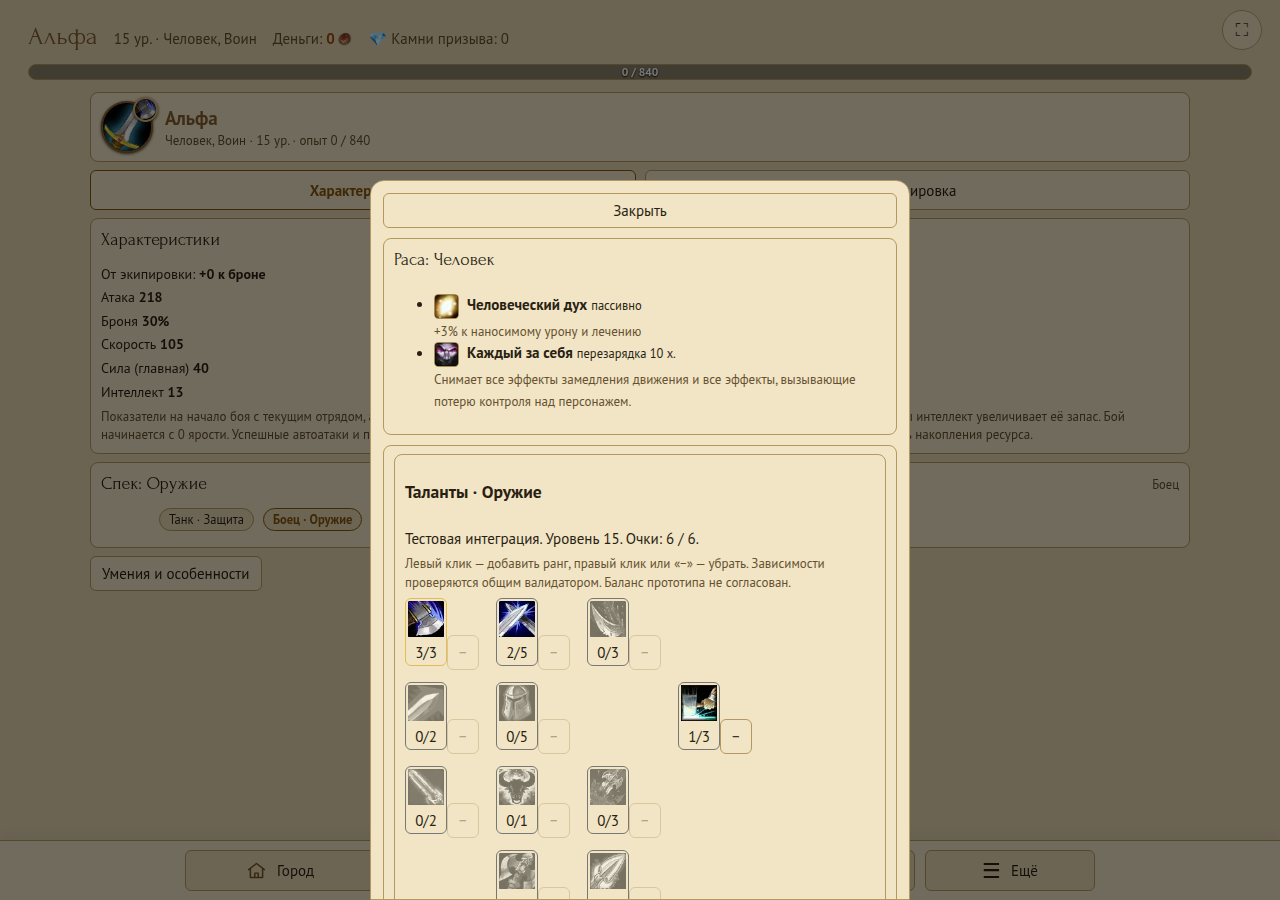 Альфа 15 ур. · Человек, Воин Деньги: 0 Камни призыва: 0
0 / 840
Альфа
Человек, Воин · 15 ур. · опыт 0 / 840
Характер
ировка
Закрыть
Характеристики
От экипировки: +0 к броне
Атака 218
Броня 30%
Скорость 105
Сила (главная) 40
Интеллект 13
Показатели на начало боя с текущим отрядом,
интеллект увеличивает её запас. Бой
начинается с 0 ярости. Успешные автоатаки и п
накопления ресурса.
Спек: Оружие
Боец
Танк · Защита Боец · Оружие
Умения и особенности
Раса: Человек
Человеческий дух пассивно
+3% к наносимому урону и лечению
Каждый за себя перезарядка 10 х.
Снимает все эффекты замедления движения и все эффекты, вызывающие
потерю контроля над персонажем.
Таланты · Оружие
Тестовая интеграция. Уровень 15. Очки: 6 / 6.
Левый клик — добавить ранг, правый клик или «−» — убрать. Зависимости
проверяются общим валидатором. Баланс прототипа не согласован.
3/3 − 2/5 − 0/3 −
0/2 − 0/5 − 1/3 −
0/2 − 0/1 − 0/3 −
Город
Ещё